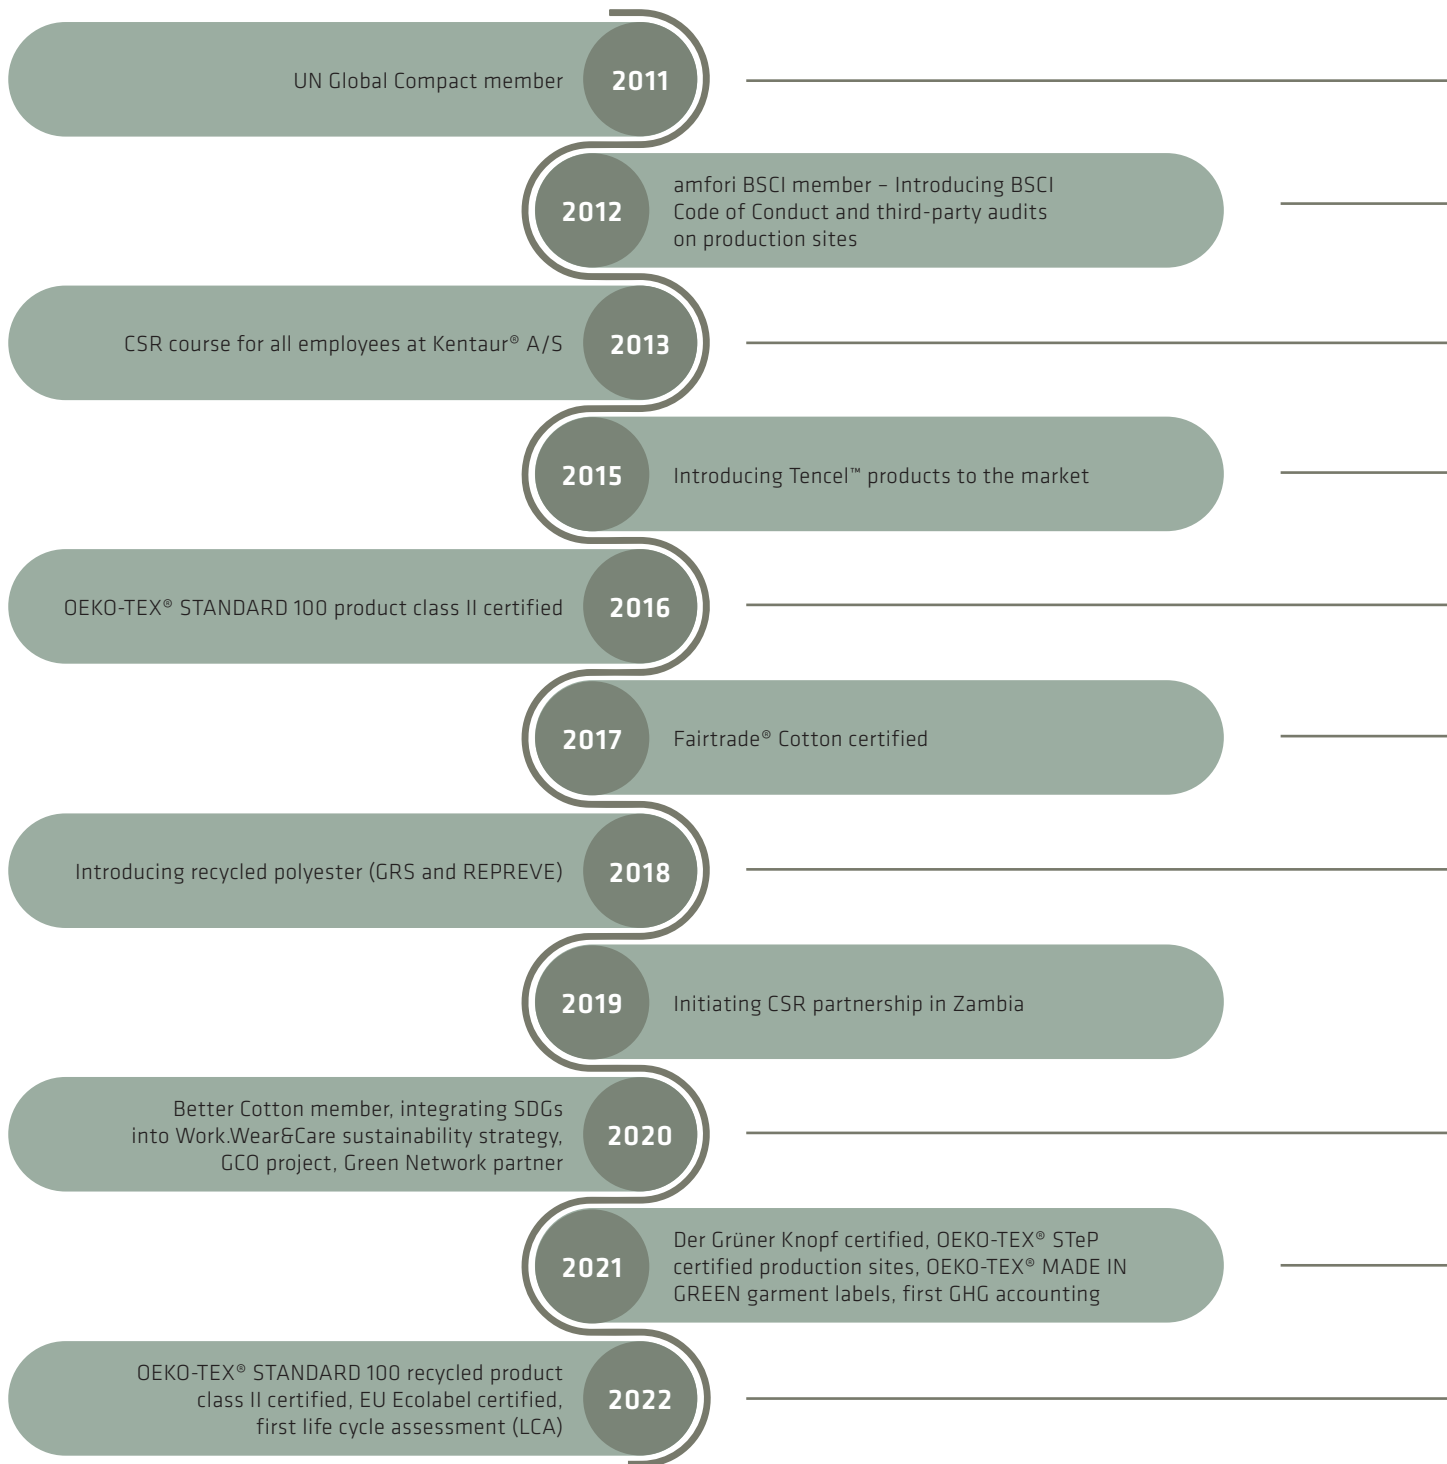 UN Global Compact member
2011
2012
amfori BSCI member – Introducing BSCI
Code of Conduct and third-party audits
on production sites
CSR course for all employees at Kentaur® A/S
2013
2015
Introducing Tencel™ products to the market
OEKO-TEX® STANDARD 100 product class II certified
2016
2017
Fairtrade® Cotton certified
Introducing recycled polyester (GRS and REPREVE)
2018
2019
Initiating CSR partnership in Zambia
Better Cotton member, integrating SDGs
into Work.Wear&Care sustainability strategy,
GCO project, Green Network partner
2020
2021
Der Grüner Knopf certified, OEKO-TEX® STeP
certified production sites, OEKO-TEX® MADE IN
GREEN garment labels, first GHG accounting
OEKO-TEX® STANDARD 100 recycled product
class II certified, EU Ecolabel certified,
first life cycle assessment (LCA)
2022